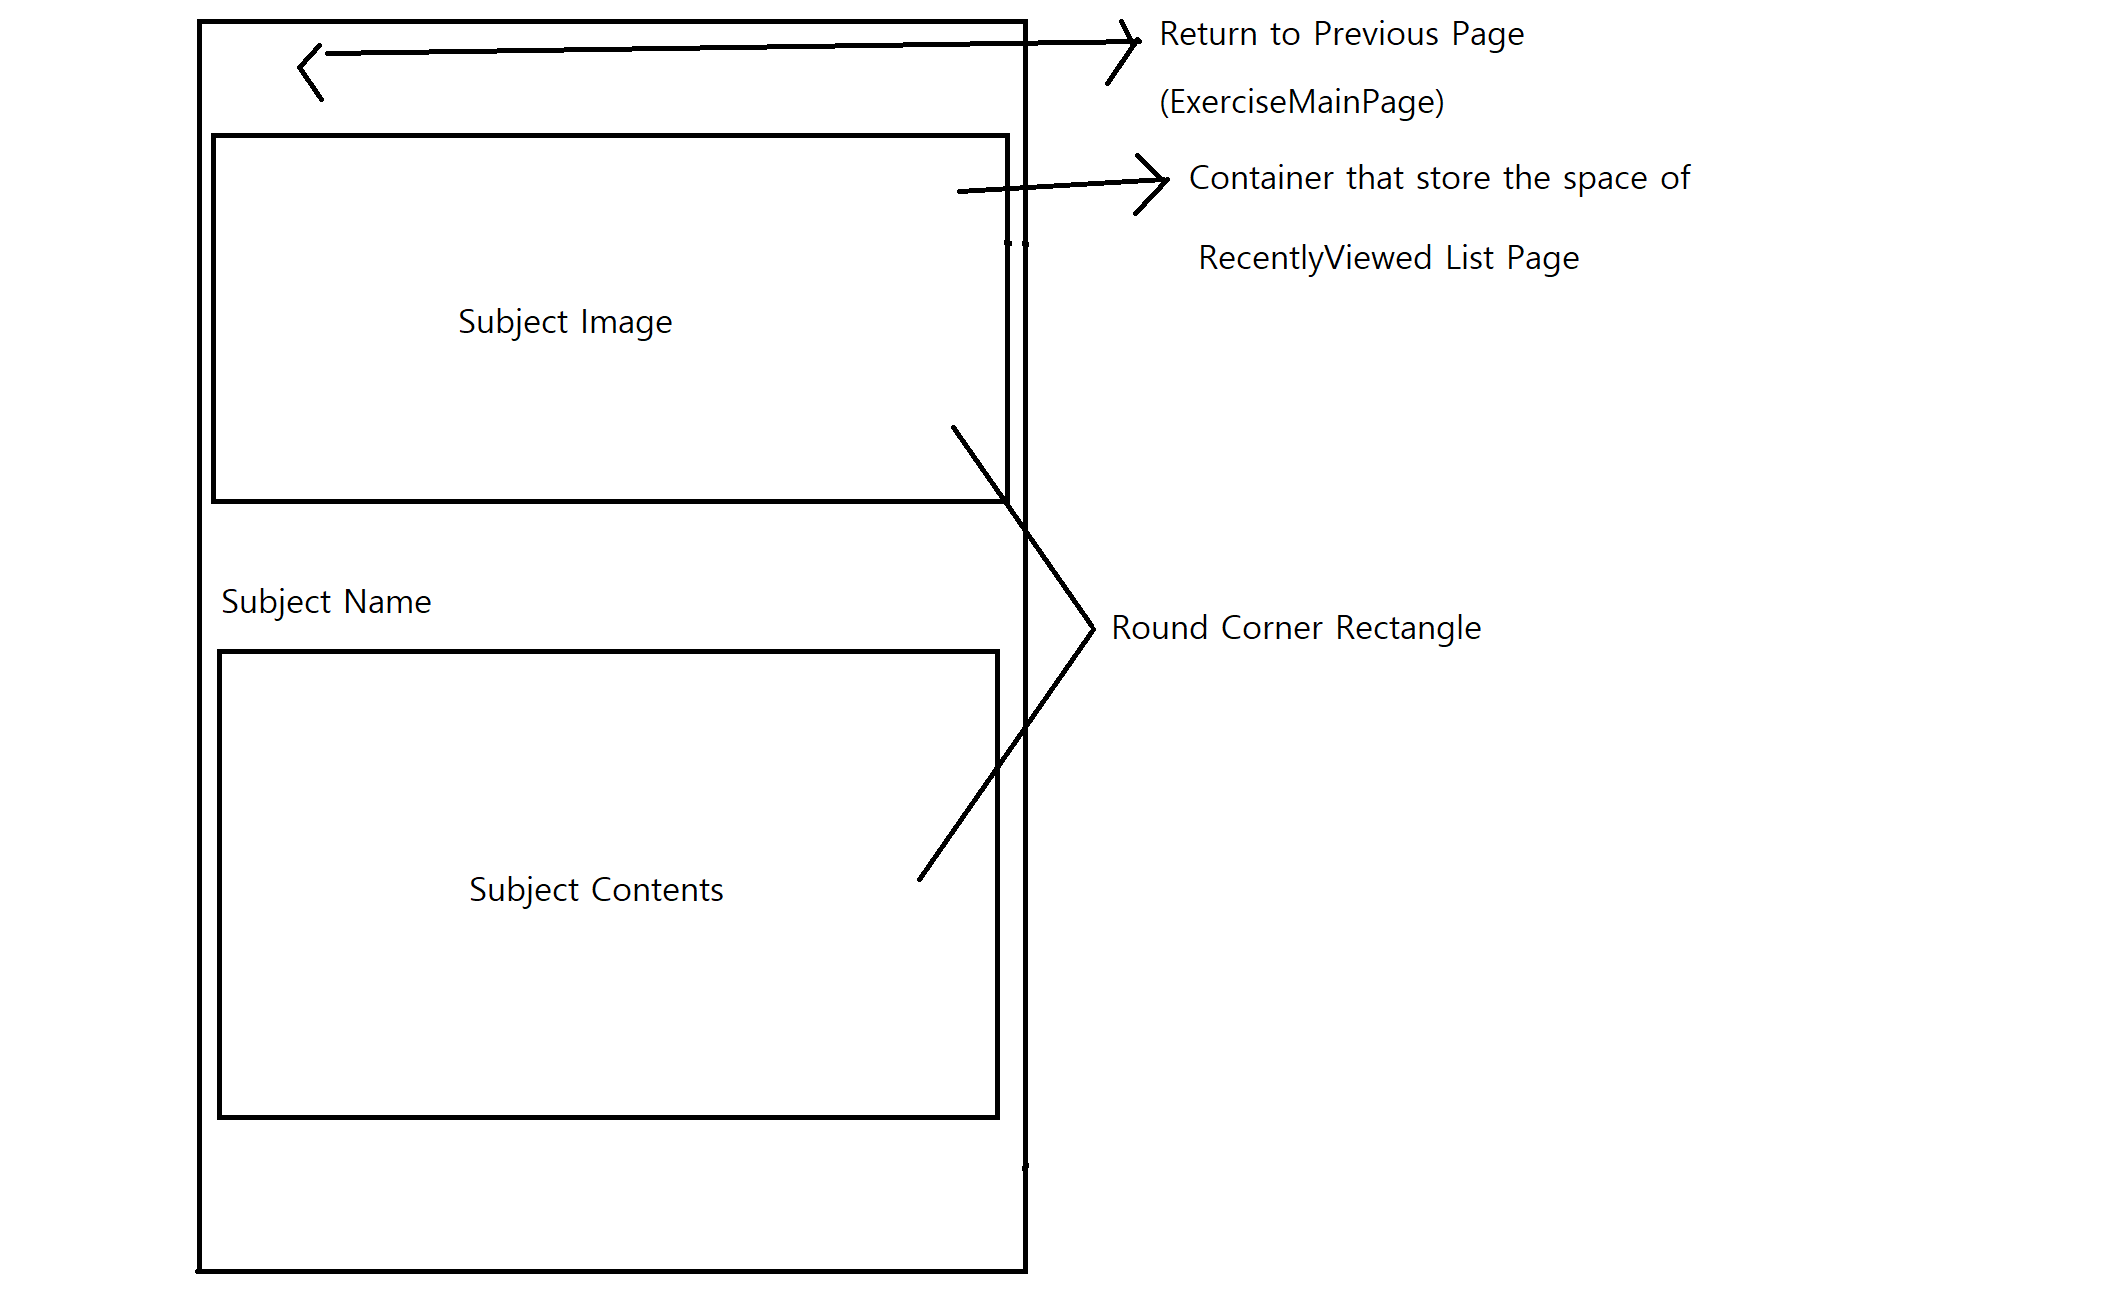 Return to Previous Page
(ExerciseMainPage)
Container that store the space of
RecentlyViewed List Page
Subject Image
Subject Name
Round Corner Rectangle
Subject Contents